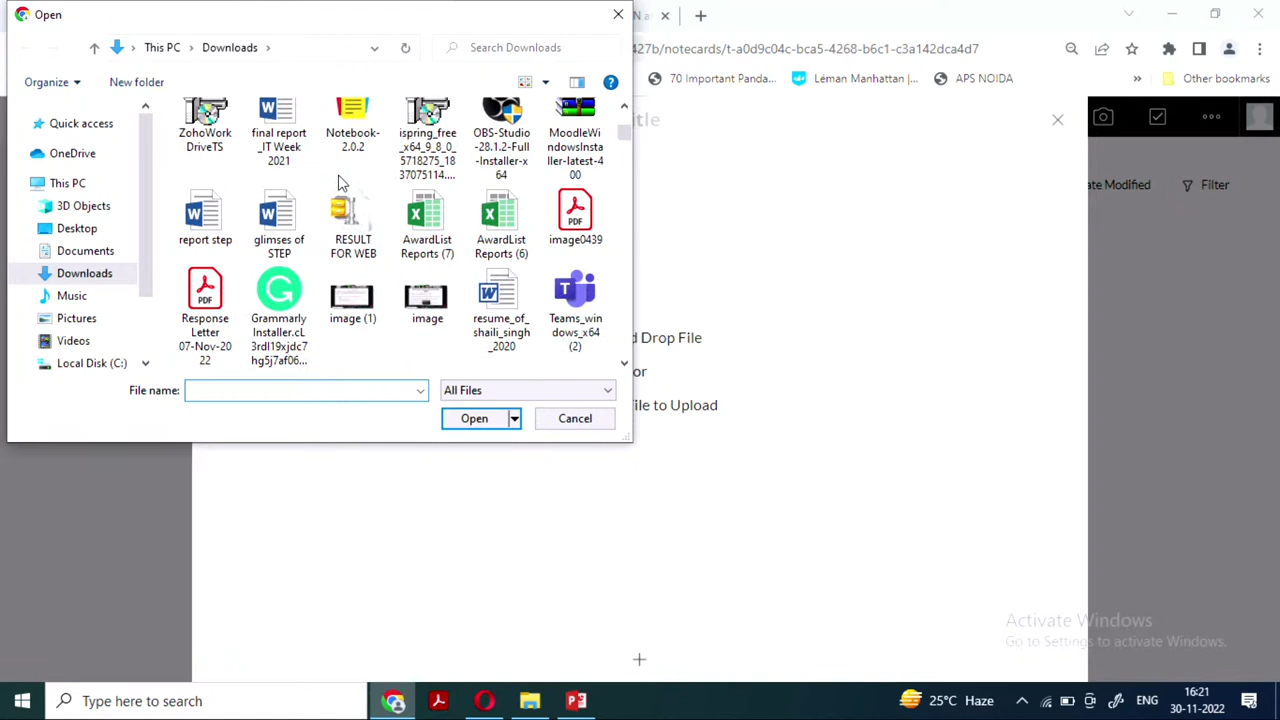 Open
427b/notecards/t-a0d9c04c-bca5-4268-b6c1-c3a142dca4d7
This PC
Downloads
Search Downloads
Organize
New folder
70 Important Panda...
Léman Manhattan |...
APS NOIDA
»
Other bookmarks
Quick access
OneDrive
This PC
3D Objects
Desktop
Documents
Downloads
Music
Pictures
Videos
Local Disk (C:)
ZohoWork
DriveTS
final report
_IT Week
2021
Notebook-
2.0.2
ispring_free
_x64_9_8_0_
5718275_18
37075114....
OBS-Studio
-28.1.2-Full
-Installer-x
64
MoodleWi
ndowsInsta
ller-latest-4
00
report step
glimses of
STEP
RESULT
FOR WEB
AwardList
Reports (7)
AwardList
Reports (6)
PDF
image0439
PDF
Response
Letter
07-Nov-20
22
Grammarly
Installer.cL
3rdl19xjdc7
hg5j7af06...
image (1)
image
resume_of_
shaili_singh
_2020
Teams_win
dows_x64
(2)
File name:
All Files
Open
Cancel
itle
te Modified
Filter
d Drop File
or
ile to Upload
Activate Windows
Go to Settings to activate Windows.
Type here to search
25°C Haze
ENG
16:21
30-11-2022